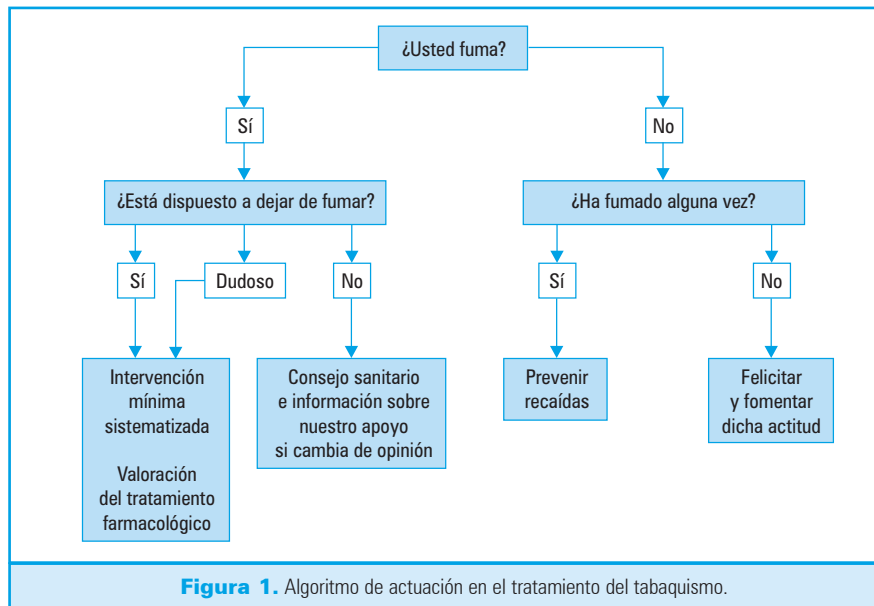 ¿Usted fuma?
Sí
No
¿Está dispuesto a dejar de fumar?
¿Ha fumado alguna vez?
Sí
Dudoso
No
Sí
No
Intervención
mínima
sistematizada
Valoración
del tratamiento
farmacológico
Consejo sanitario
e información sobre
nuestro apoyo
si cambia de opinión
Prevenir
recaídas
Felicitar
y fomentar
dicha actitud
Figura 1. Algoritmo de actuación en el tratamiento del tabaquismo.